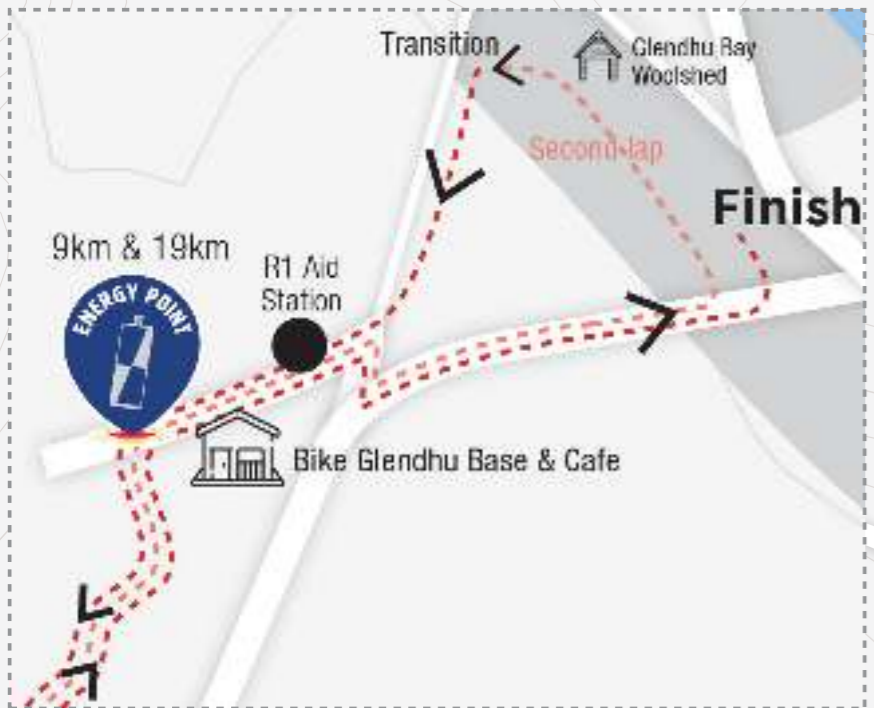 Transition
Glendhu Bay
Woolshed
Second lap
Finish
9km & 19km
ENERGY POINT
R1 Aid
Station
Bike Glendhu Base & Cafe